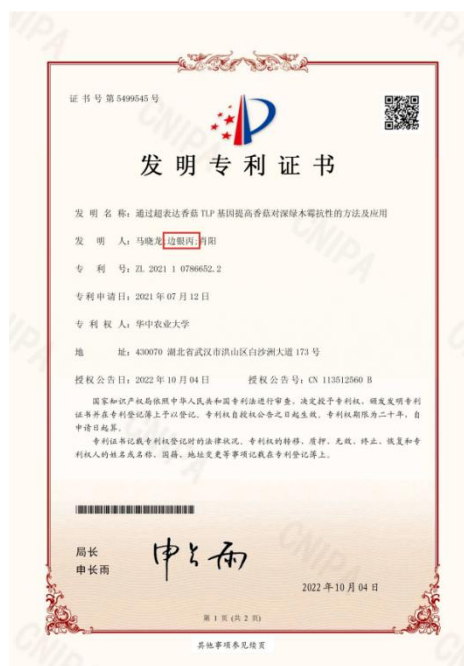 证书号第5499545号
发明专利证书
发 明 名 称：通过超表达香菇TLP基因提高香菇对深绿木霉抗性的方法及应用
发 明 人：马晓龙;边银丙;肖阳
专 利 号：ZL 2021 1 0786652.2
专利申请日：2021年07月12日
专 利 权 人：华中农业大学
地 址：430070 湖北省武汉市洪山区白沙洲大道173号
授权公告日：2022年10月04日 授权公告号：CN 113512560 B
国家知识产权局依照中华人民共和国专利法进行审查，决定授予专利权，颁发发明专利
证书并在专利登记簿上予以登记。专利权自授权公告之日起生效。专利权期限为二十年，自
申请日起算。
专利证书记载专利权登记时的法律状况。专利权的转移、质押、无效、终止、恢复和专
利权人的姓名或名称、国籍、地址变更等事项记载在专利登记簿上。
局长
申长雨
申长雨
2022年10月04日
第 1 页 (共 2 页)
其他事项参见续页
CNIPA
CNIPA
CNIPA
CNIPA